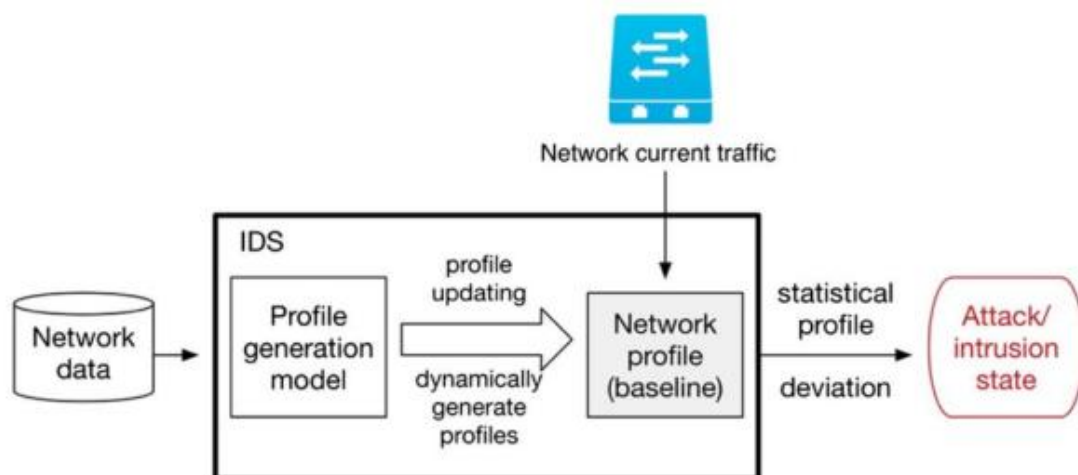 Network current traffic
IDS
profile
updating
Profile
generation
model
dynamically
generate
profiles
Network
data
Network
profile
(baseline)
statistical
profile
deviation
Attack/
intrusion
state